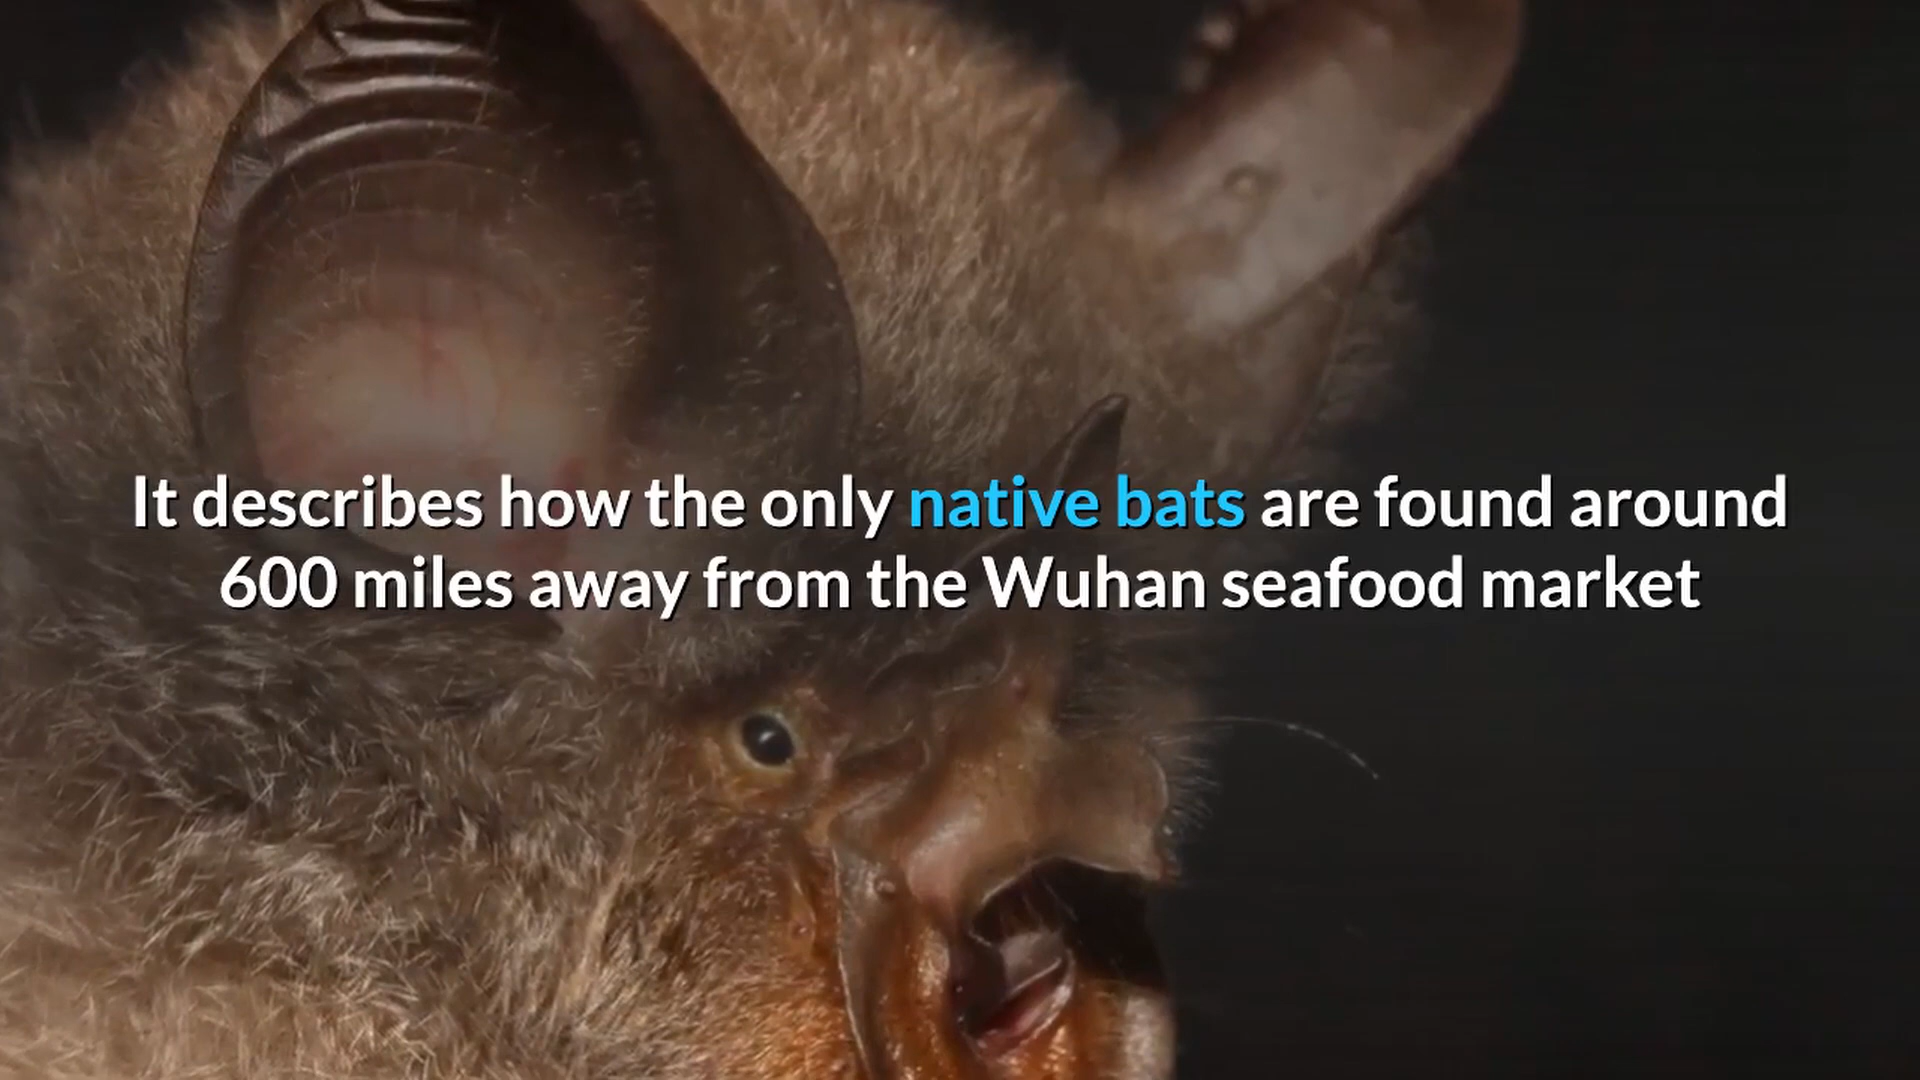 It describes how the only native bats are found around
600 miles away from the Wuhan seafood market